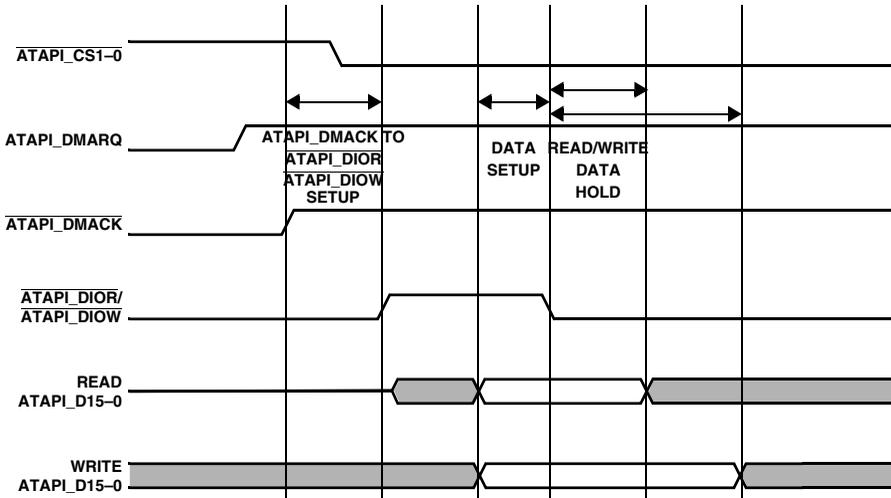 ATAPI_CS1–0
ATAPI_DMARQ
ATAPI_DMACK TO
ATAPI_DIOR
ATAPI_DIOW
SETUP
DATA
SETUP
READ/WRITE
DATA
HOLD
ATAPI_DMACK
ATAPI_DIOR/
ATAPI_DIOW
READ
ATAPI_D15–0
WRITE
ATAPI_D15–0